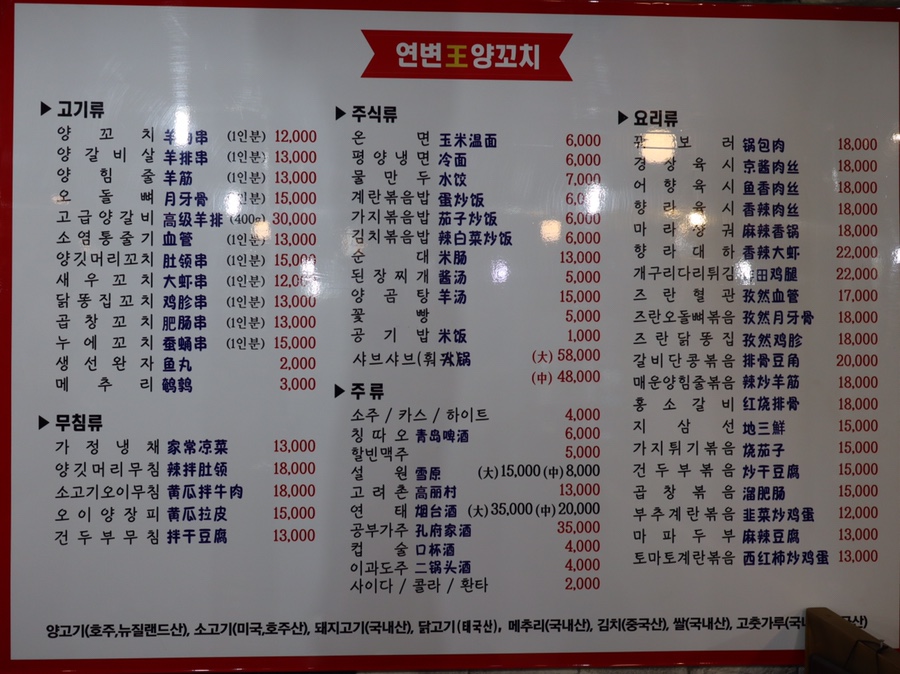 연변王양꼬치
▶ 고기류
양꼬치 羊肉串 (1인분) 12,000
양갈비살 羊排串 (1인분) 13,000
양힘줄 羊筋 (1인분) 13,000
오돌뼈 月牙骨 (1인분) 15,000
고급양갈비 高级羊排 (400g) 30,000
소염통줄기 血管 (1인분) 13,000
양깃머리꼬치 肚领串 (1인분) 15,000
새우꼬치 大虾串 (1인분) 12,000
닭똥집꼬치 鸡胗串 (1인분) 13,000
곱창꼬치 肥肠串 (1인분) 13,000
누에꼬치 蚕蛹串 (1인분) 15,000
생선완자 鱼丸 2,000
메추리 鹌鹑 3,000
▶ 무침류
가정냉채 家常凉菜 13,000
양깃머리무침 辣拌肚领 18,000
소고기오이무침 黄瓜拌牛肉 18,000
오이양장피 黄瓜拉皮 15,000
건두부무침 拌干豆腐 13,000
▶ 주식류
온면 玉米温面 6,000
평양냉면 冷面 6,000
물만두 水饺 7,000
계란볶음밥 蛋炒饭
가지볶음밥 茄子炒饭 6,000
김치볶음밥 辣白菜炒饭 6,000
순대 米肠 13,000
된장찌개 酱汤 5,000
양곰탕 羊汤 15,000
꽃빵 5,000
공기밥 米饭 1,000
샤브샤브(훠궈) 火锅 (大) 58,000
(中) 48,000
▶ 주류
소주 / 카스 / 하이트 4,000
칭따오 青岛啤酒 6,000
할빈맥주 5,000
설원 雪原 (大) 15,000 (中) 8,000
고려촌 高丽村 13,000
연태 烟台酒 (大) 35,000 (中) 20,000
공부가주 孔府家酒 35,000
컵술 口杯酒 4,000
이과도주 二锅头酒 4,000
사이다 / 콜라 / 환타 2,000
▶ 요리류
꿔보러 锅包肉 18,000
경장육시 京酱肉丝 18,000
어향육시 鱼香肉丝 18,000
향라육시 香辣肉丝 18,000
마라샹궈 麻辣香锅 18,000
향라대하 香辣大虾 22,000
개구리다리튀김 田鸡腿 22,000
즈란혈관 孜然血管 17,000
즈란오돌뼈볶음 孜然月牙骨 18,000
즈란닭똥집 孜然鸡胗 18,000
갈비단콩볶음 排骨豆角 20,000
매운양힘줄볶음 辣炒羊筋 18,000
홍소갈비 红烧排骨 18,000
지삼선 地三鲜 15,000
가지튀기볶음 烧茄子 15,000
건두부볶음 炒干豆腐 15,000
곱창볶음 溜肥肠 15,000
부추계란볶음 韭菜炒鸡蛋 12,000
마파두부 麻辣豆腐 13,000
토마토계란볶음 西红柿炒鸡蛋 13,000
양고기(호주,뉴질랜드산), 소고기(미국,호주산), 돼지고기(국내산), 닭고기(태국산), 메추리(국내산), 김치(중국산), 쌀(국내산), 고춧가루